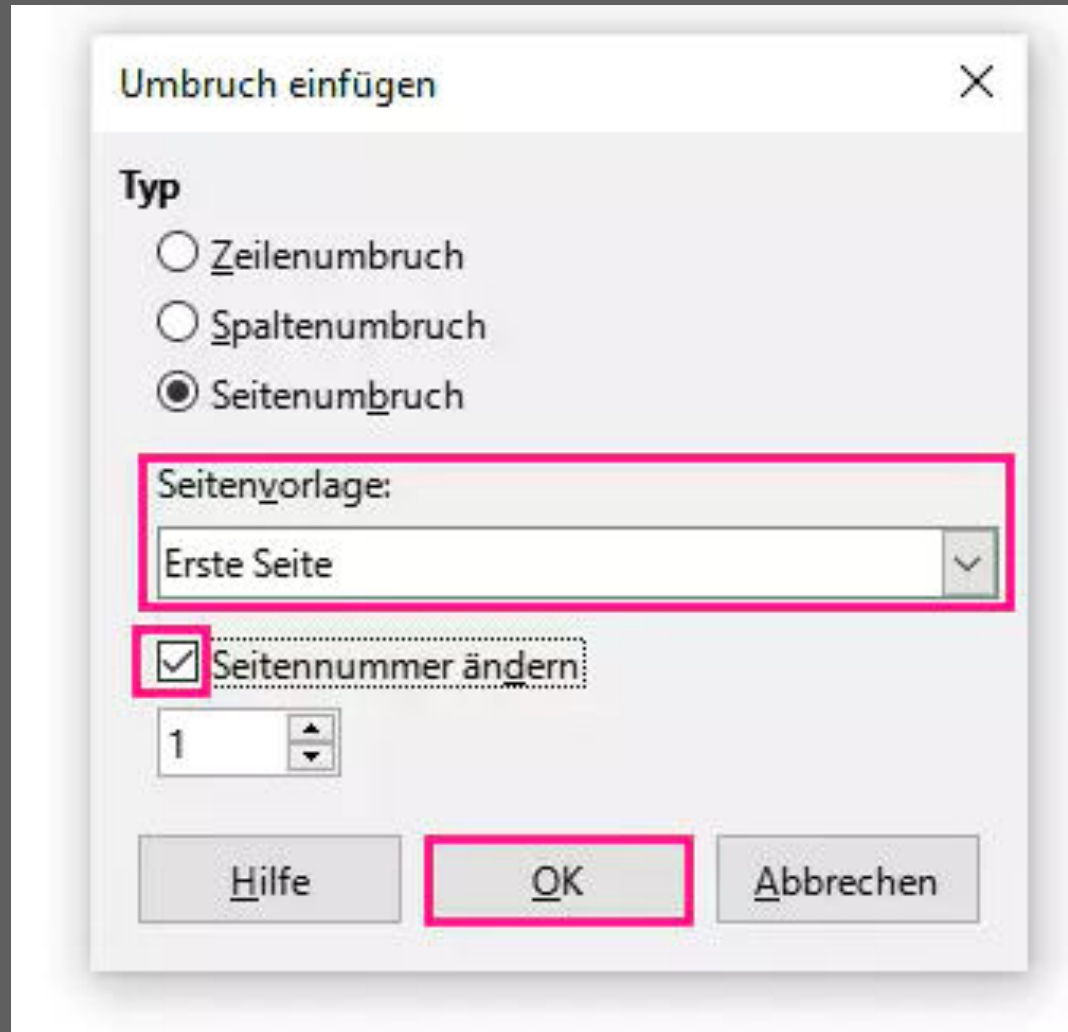 Umbruch einfügen
Typ
Zeilenumbruch
Spaltenumbruch
Seitenumbruch
Seitenvorlage:
Erste Seite
Seitennummer ändern
1
Hilfe OK Abbrechen